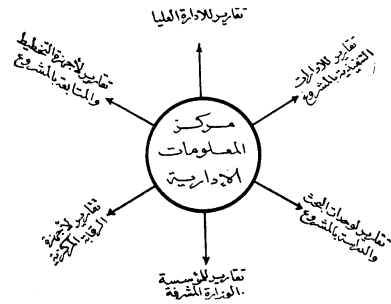 تقارير للإدارة العليا
تقارير للإدارات
التنفيذية بالمشروع
تقارير لوحدات البحث
والدراسة بالمشروع
تقارير للمؤسسة
الوزارة المشرفة
تقارير لأجهزة
الرقابة المركزية
تقارير لأجهزة التخطيط
والمتابعة بالمشروع
مركز
المعلومات
الإدارية